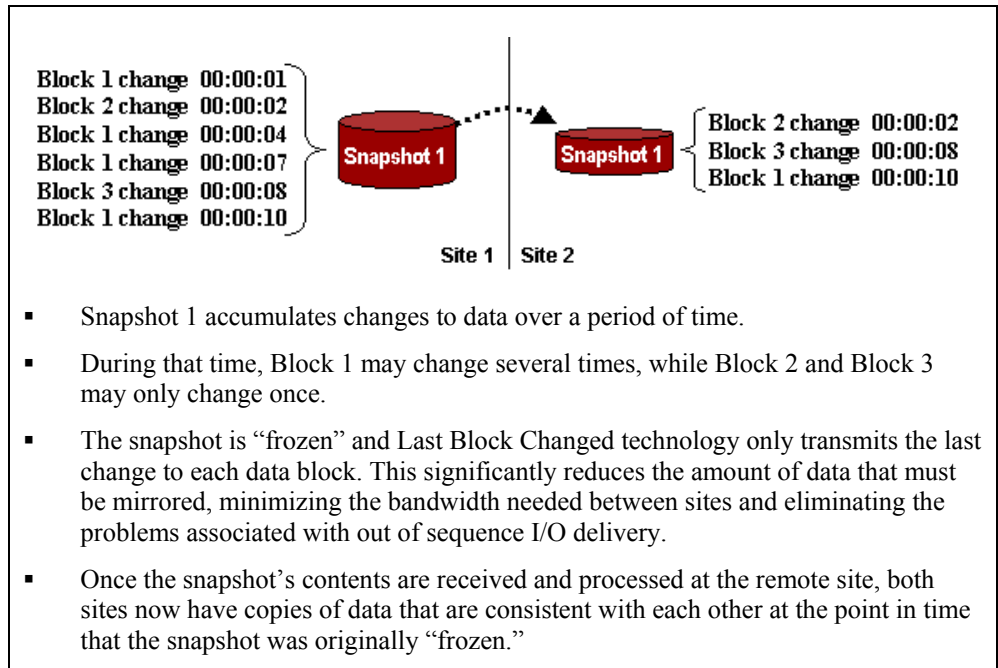 Block 1 change 00:00:01
Block 2 change 00:00:02
Block 1 change 00:00:04
Block 1 change 00:00:07
Block 3 change 00:00:08
Block 1 change 00:00:10
Snapshot 1
Snapshot 1
Block 2 change 00:00:02
Block 3 change 00:00:08
Block 1 change 00:00:10
Site 1
Site 2
▪ Snapshot 1 accumulates changes to data over a period of time.
▪ During that time, Block 1 may change several times, while Block 2 and Block 3
may only change once.
▪ The snapshot is “frozen” and Last Block Changed technology only transmits the last
change to each data block. This significantly reduces the amount of data that must
be mirrored, minimizing the bandwidth needed between sites and eliminating the
problems associated with out of sequence I/O delivery.
▪ Once the snapshot’s contents are received and processed at the remote site, both
sites now have copies of data that are consistent with each other at the point in time
that the snapshot was originally “frozen.”